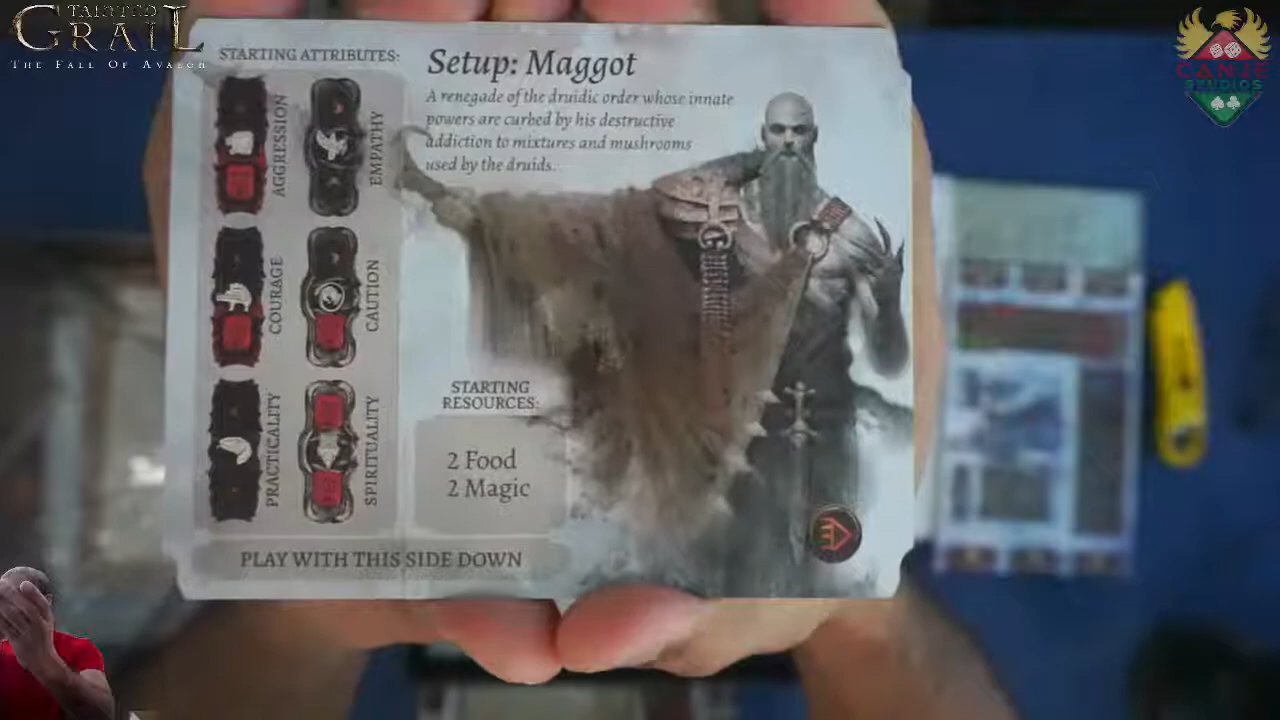 TAINTED
GRAIL
THE FALL OF AVALON
CANJE
STUDIOS
STARTING ATTRIBUTES:
AGGRESSION
EMPATHY
COURAGE
CAUTION
PRACTICALITY
SPIRITUALITY
Setup: Maggot
A renegade of the druidic order whose innate
powers are curbed by his destructive
addiction to mixtures and mushrooms
used by the druids.
STARTING
RESOURCES:
2 Food
2 Magic
PLAY WITH THIS SIDE DOWN